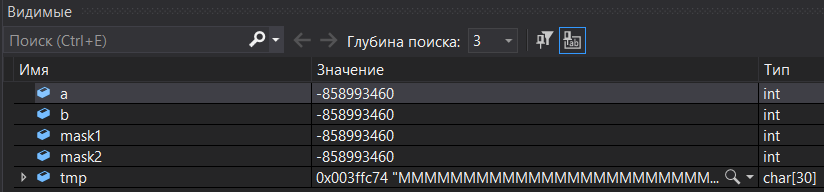 Видимые
Поиск (Ctrl+E) Глубина поиска: 3
Имя Значение Тип
a -858993460 int
b -858993460 int
mask1 -858993460 int
mask2 -858993460 int
tmp 0x003ffc74 "MMMMMMMMMMMMMMMMMMMMMMMM... char[30]